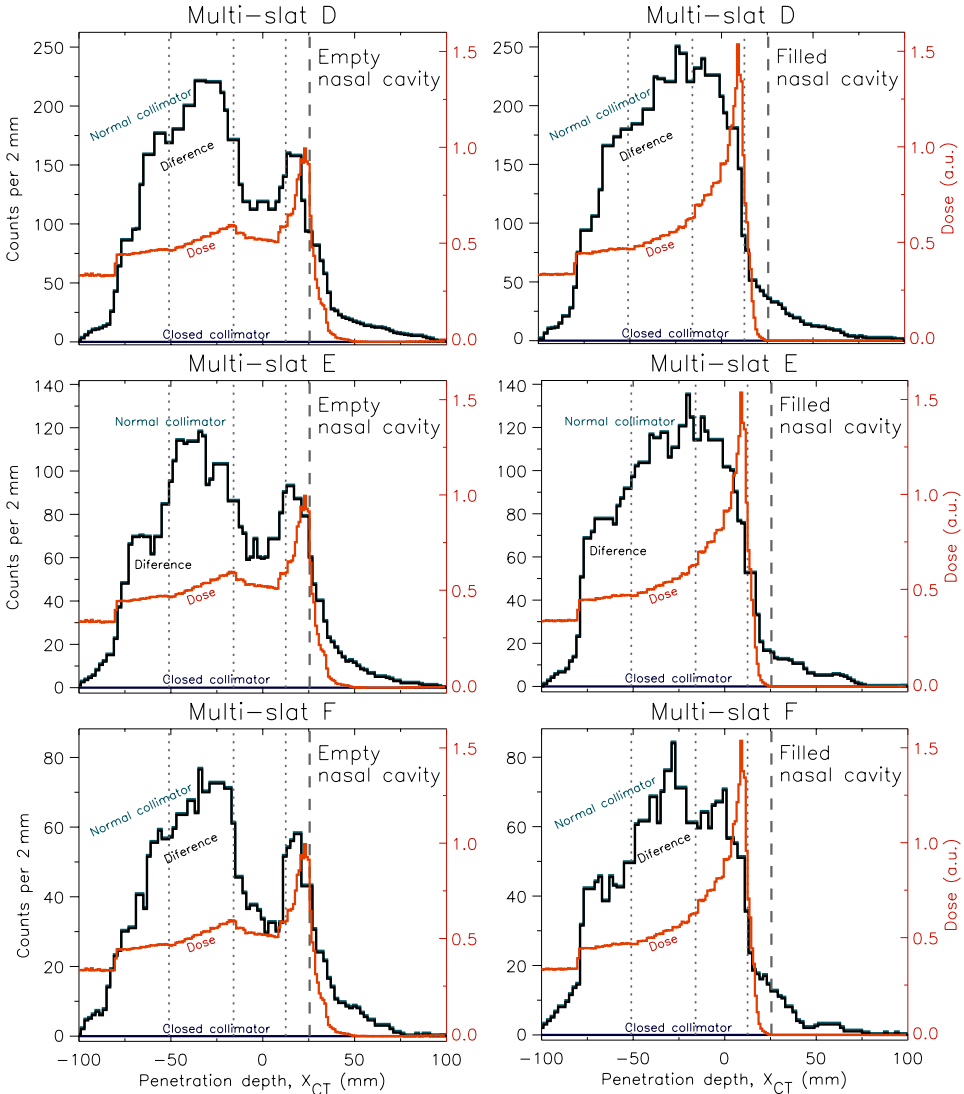 Multi-slat D
Multi-slat D
250
200
150
100
50
0
Counts per 2 mm
Normal collimator
Diference
Dose
Closed collimator
Empty
nasal cavity
1.5
1.0
0.5
0.0
250
200
150
100
50
0
Normal collimator
Diference
Dose
Closed collimator
Filled
nasal cavity
1.5
1.0
0.5
0.0
Dose (a.u.)
Multi-slat E
Multi-slat E
140
120
100
80
60
40
20
0
Counts per 2 mm
Normal collimator
Diference
Dose
Closed collimator
Empty
nasal cavity
1.5
1.0
0.5
0.0
140
120
100
80
60
40
20
0
Normal collimator
Diference
Dose
Closed collimator
Filled
nasal cavity
1.5
1.0
0.5
0.0
Dose (a.u.)
Multi-slat F
Multi-slat F
80
60
40
20
0
Counts per 2 mm
Normal collimator
Diference
Dose
Closed collimator
Empty
nasal cavity
1.5
1.0
0.5
0.0
80
60
40
20
0
Normal collimator
Diference
Dose
Closed collimator
Filled
nasal cavity
1.5
1.0
0.5
0.0
Dose (a.u.)
−100 −50 0 50 100
Penetration depth, X_CT (mm)
−100 −50 0 50 100
Penetration depth, X_CT (mm)